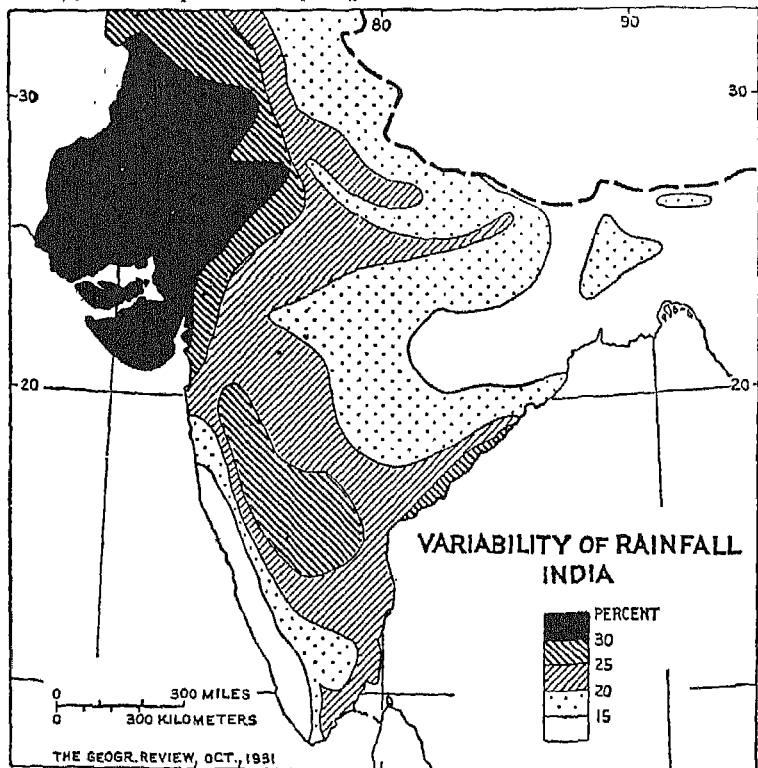 80 90
30 30
20 20
VARIABILITY OF RAINFALL
INDIA
PERCENT
30
25
20
15
0 300 MILES
0 300 KILOMETERS
THE GEOGR. REVIEW, OCT., 1931